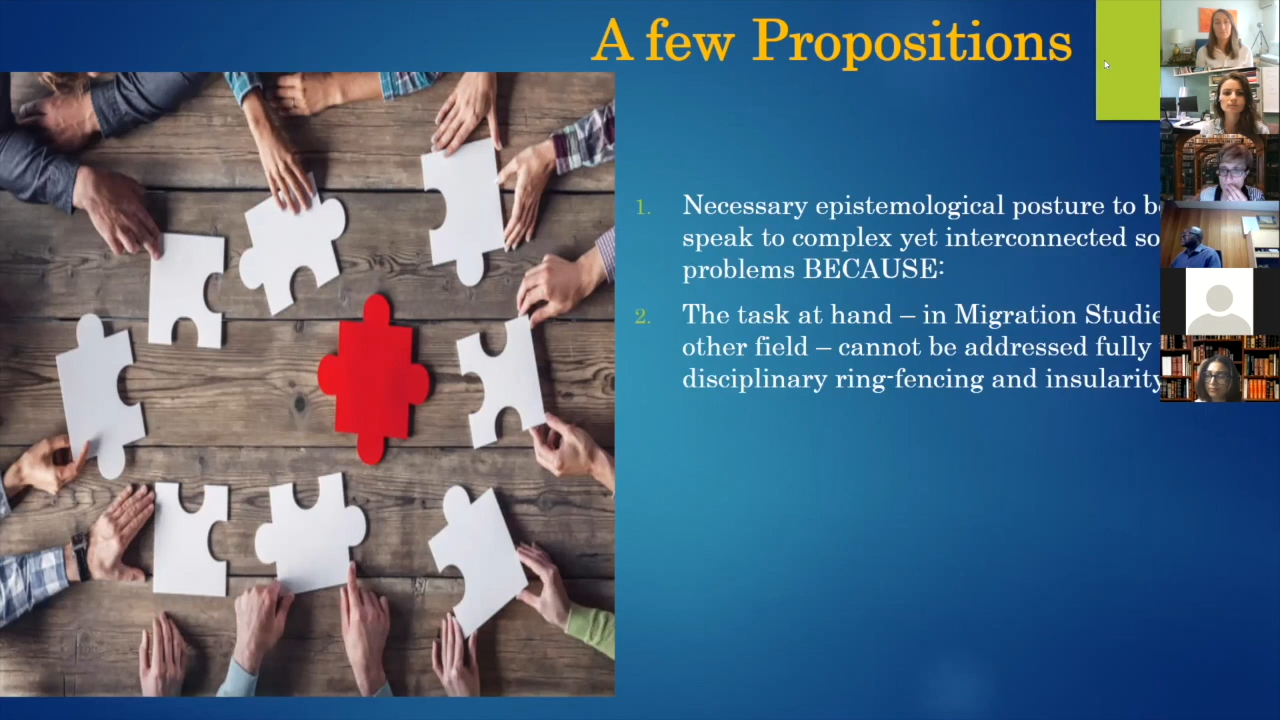 A few Propositions
1. Necessary epistemological posture to
speak to complex yet interconnected
problems BECAUSE:
2. The task at hand – in Migration
other field – cannot be addressed fully
disciplinary ring-fencing and insularity